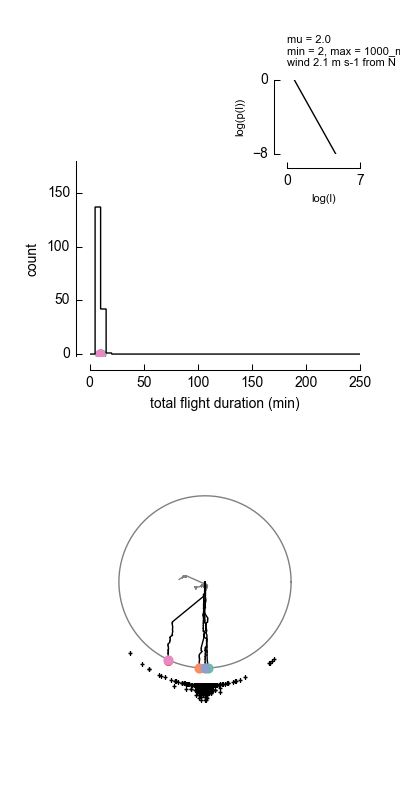 mu = 2.0
min = 2, max = 1000_m
wind 2.1 m s-1 from N
0
log(p(l))
−8
0
7
log(l)
150
100
50
0
count
0
50
100
150
200
250
total flight duration (min)